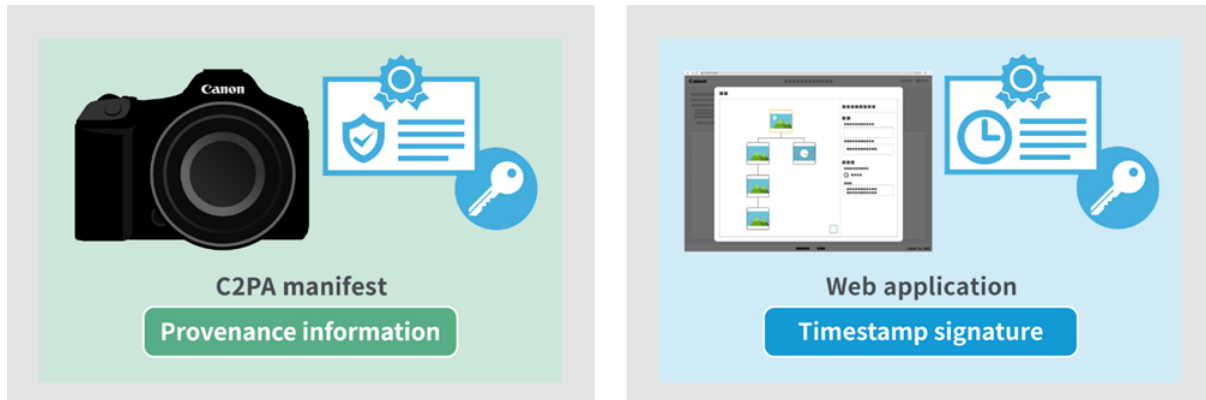 Canon
C2PA manifest
Provenance information
Canon
Web application
Timestamp signature